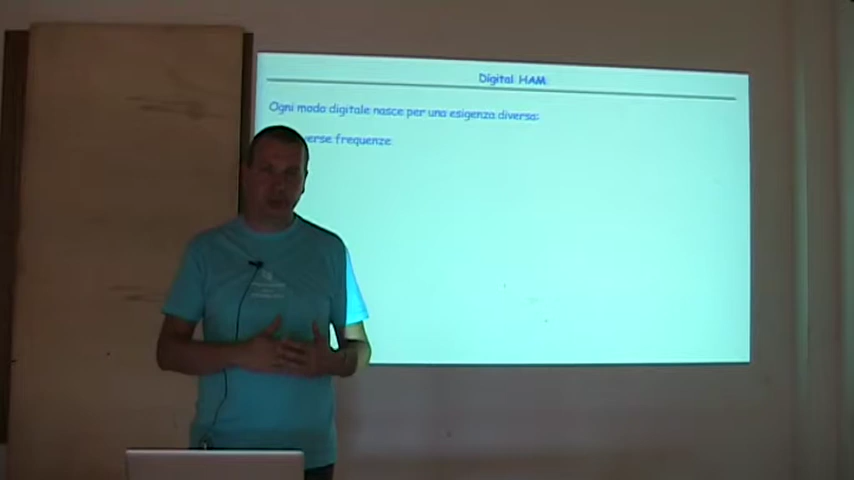 Digital HAM
Ogni modo digitale nasce per una esigenza diversa:
erse frequenze